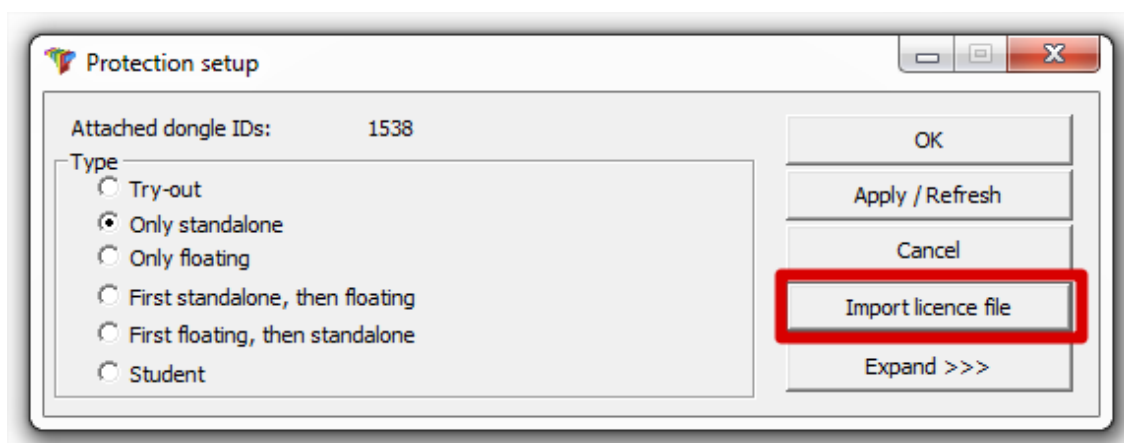 Protection setup
Attached dongle IDs: 1538
Type
Try-out
Only standalone
Only floating
First standalone, then floating
First floating, then standalone
Student
OK
Apply / Refresh
Cancel
Import licence file
Expand >>>